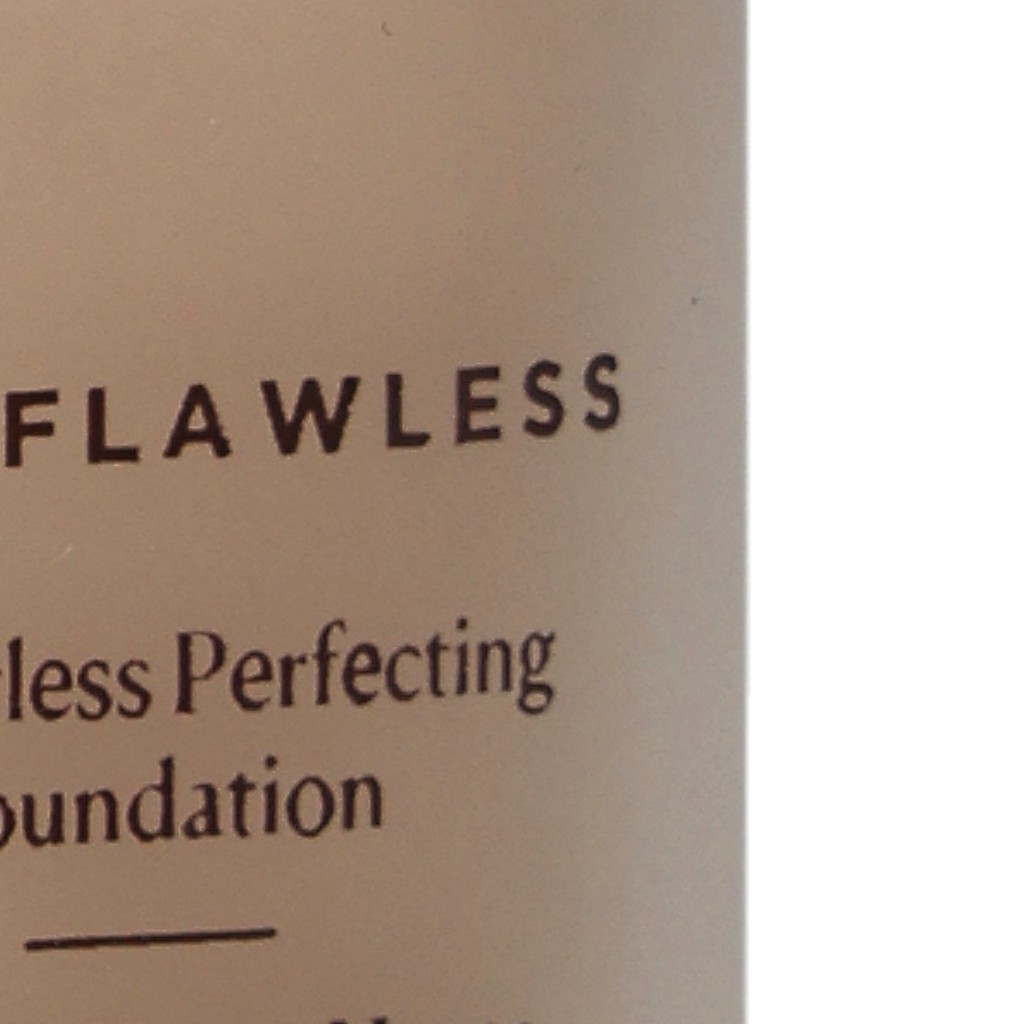 FLAWLESS
less Perfecting
oundation